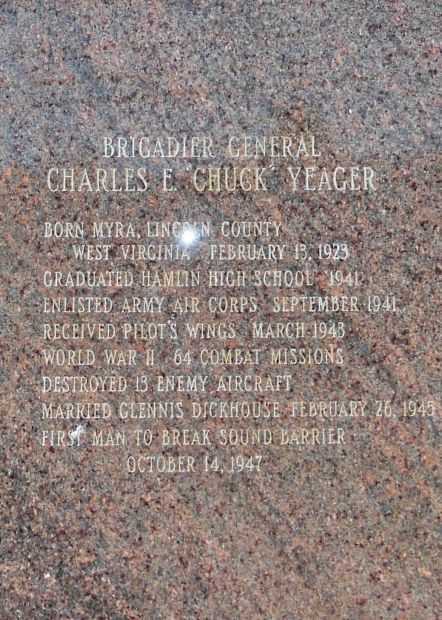 BRIGADIER GENERAL
CHARLES E. "CHUCK" YEAGER
BORN MYRA, LINCOLN COUNTY
WEST VIRGINIA FEBRUARY 13, 1923
GRADUATED HAMLIN HIGH SCHOOL 1941
ENLISTED ARMY AIR CORPS SEPTEMBER 1941
RECEIVED PILOT'S WINGS MARCH 1943
WORLD WAR II 64 COMBAT MISSIONS
DESTROYED 13 ENEMY AIRCRAFT
MARRIED GLENNIS DICKHOUSE FEBRUARY 26, 1945
FIRST MAN TO BREAK SOUND BARRIER
OCTOBER 14, 1947